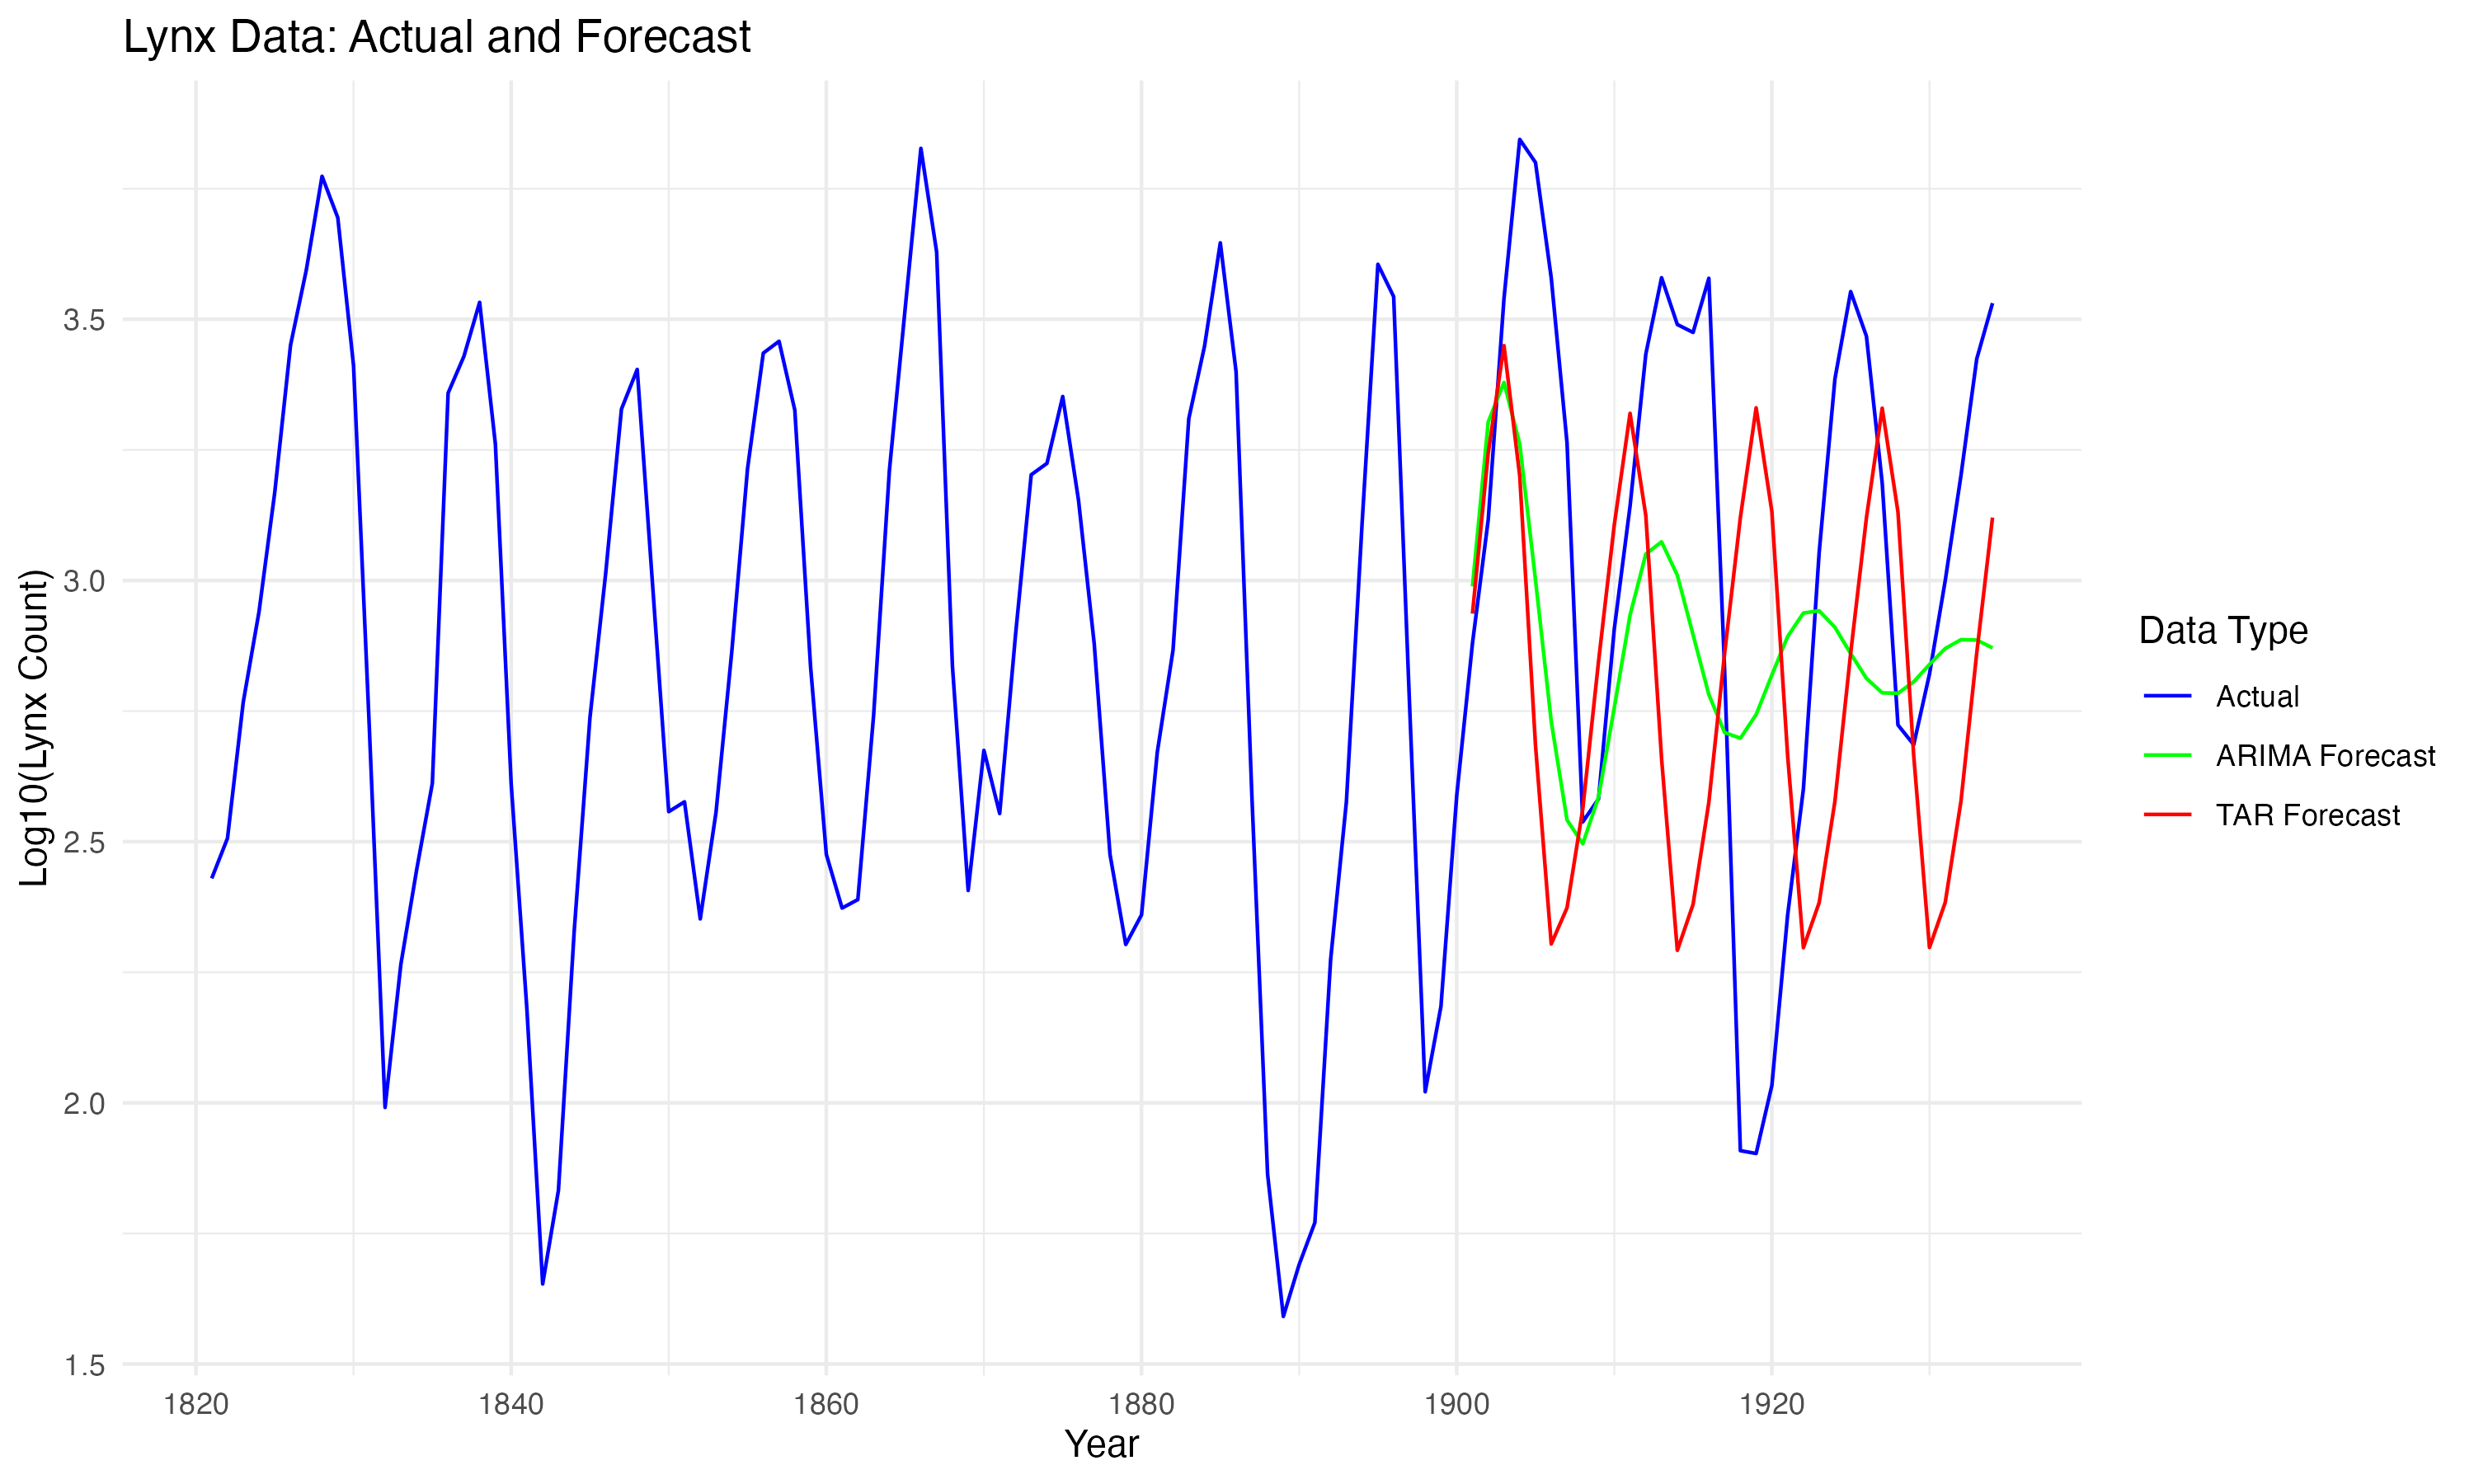 Lynx Data: Actual and Forecast
Log10(Lynx Count)
3.5
3.0
2.5
2.0
1.5
1820 1840 1860 1880 1900 1920
Year
Data Type
Actual
ARIMA Forecast
TAR Forecast